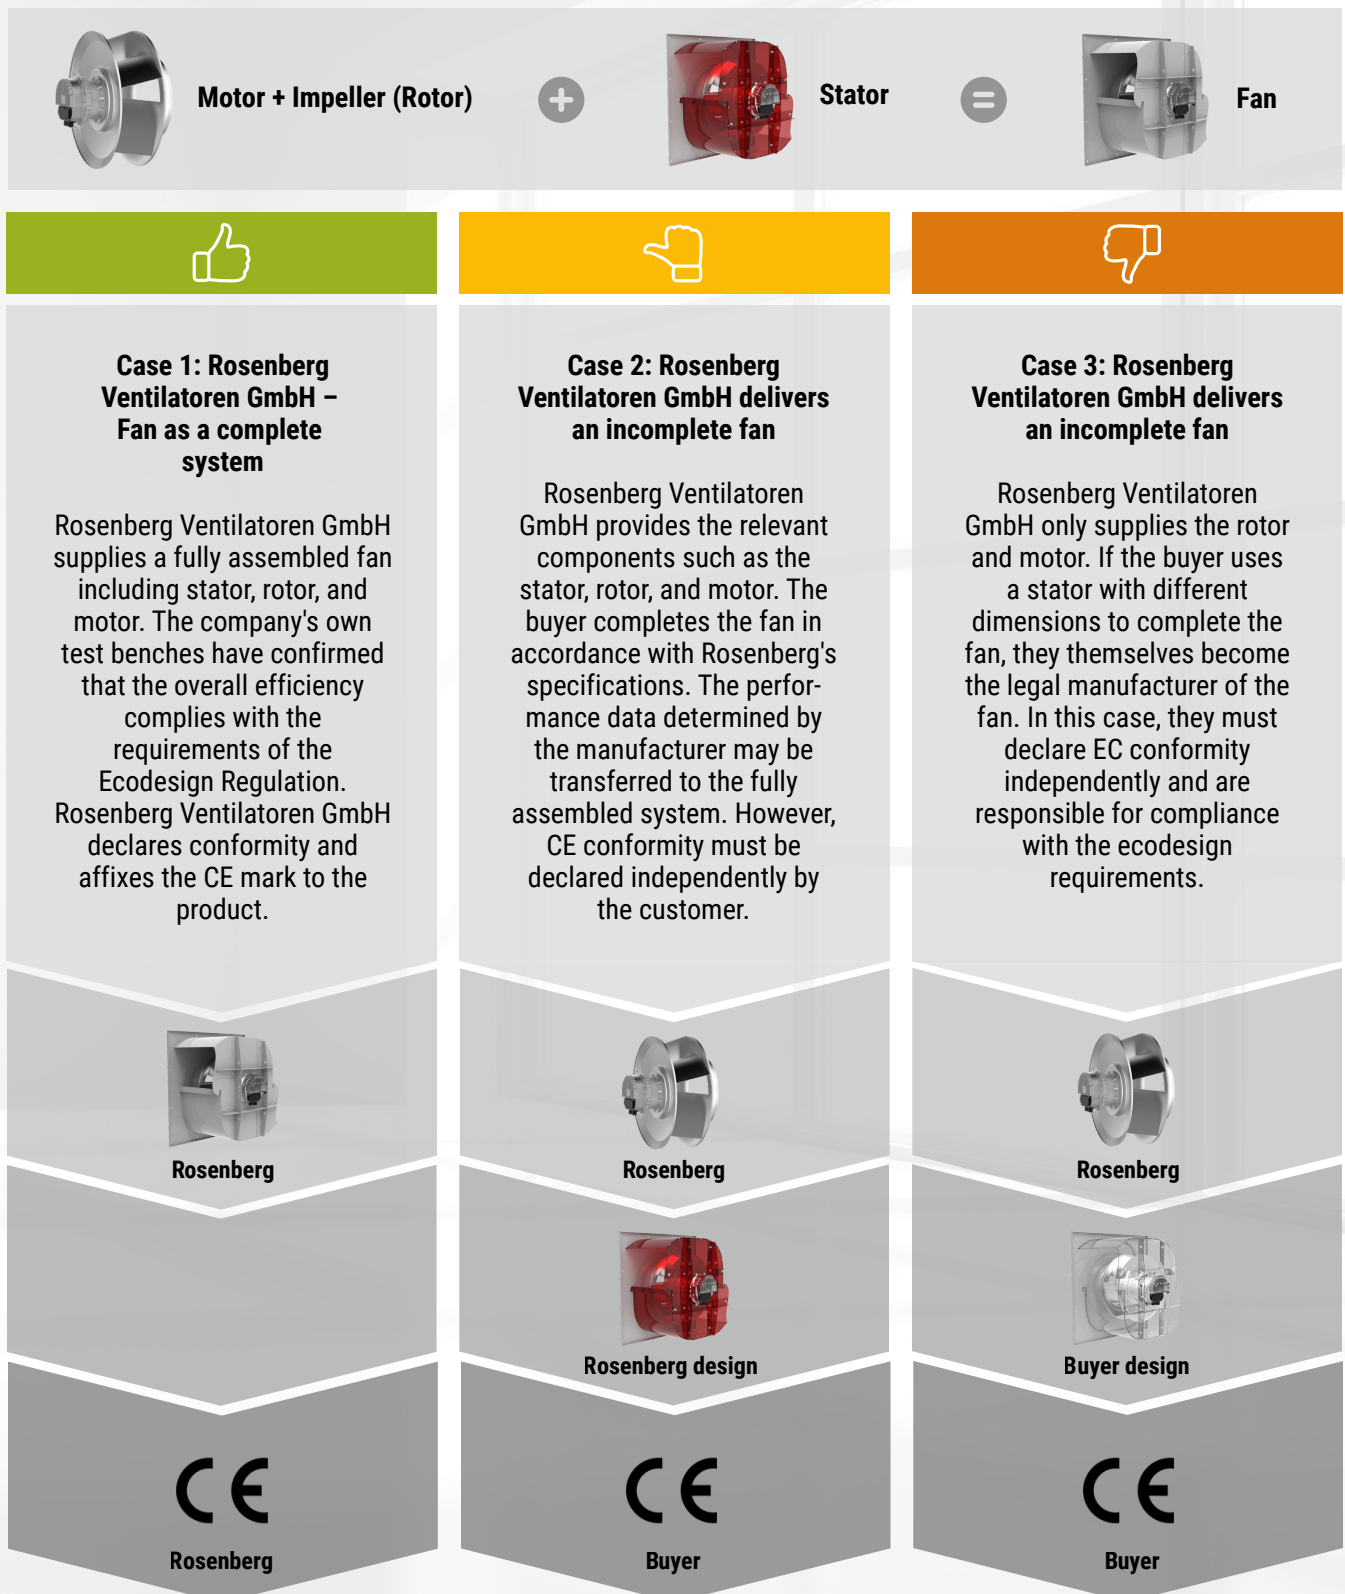 Motor + Impeller (Rotor)
Stator
Fan
Case 1: Rosenberg
Ventilatoren GmbH –
Fan as a complete
system
Rosenberg Ventilatoren GmbH
supplies a fully assembled fan
including stator, rotor, and
motor. The company's own
test benches have confirmed
that the overall efficiency
complies with the
requirements of the
Ecodesign Regulation.
Rosenberg Ventilatoren GmbH
declares conformity and
affixes the CE mark to the
product.
Rosenberg
CE
Rosenberg
Case 2: Rosenberg
Ventilatoren GmbH delivers
an incomplete fan
Rosenberg Ventilatoren
GmbH provides the relevant
components such as the
stator, rotor, and motor. The
buyer completes the fan in
accordance with Rosenberg's
specifications. The perfor-
mance data determined by
the manufacturer may be
transferred to the fully
assembled system. However,
CE conformity must be
declared independently by
the customer.
Rosenberg
Rosenberg design
CE
Buyer
Case 3: Rosenberg
Ventilatoren GmbH delivers
an incomplete fan
Rosenberg Ventilatoren
GmbH only supplies the rotor
and motor. If the buyer uses
a stator with different
dimensions to complete the
fan, they themselves become
the legal manufacturer of the
fan. In this case, they must
declare EC conformity
independently and are
responsible for compliance
with the ecodesign
requirements.
Rosenberg
Buyer design
CE
Buyer